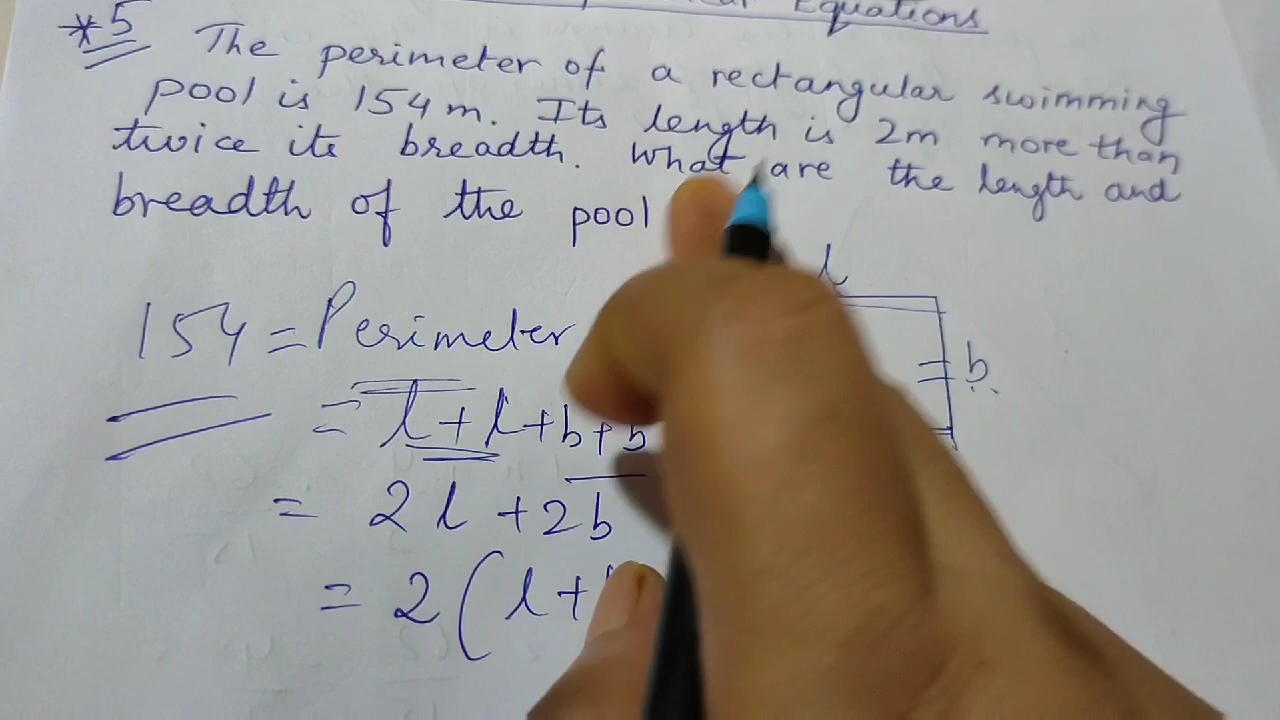 Equations
*5 The perimeter of a rectangular swimming
pool is 154 m. Its length is 2m more than
twice its breadth. What are the length and
breadth of the pool
l
154 = Perimeter
b
= l + l + b + b
= 2l + 2b
= 2(l +